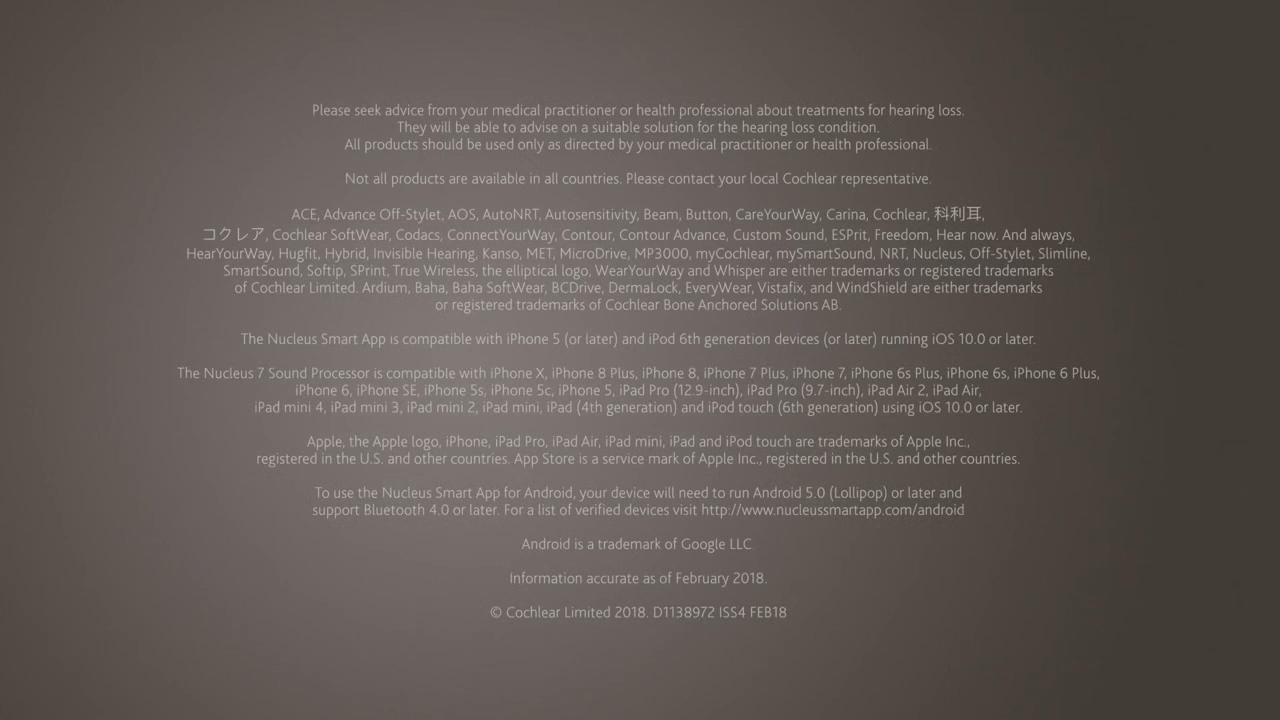 Please seek advice from your medical practitioner or health professional about treatments for hearing loss.
They will be able to advise on a suitable solution for the hearing loss condition.
All products should be used only as directed by your medical practitioner or health professional.
Not all products are available in all countries. Please contact your local Cochlear representative.
ACE, Advance Off-Stylet, AOS, AutoNRT, Autosensitivity, Beam, Button, CareYourWay, Carina, Cochlear, 科利耳,
コクレア, Cochlear SoftWear, Codacs, ConnectYourWay, Contour, Contour Advance, Custom Sound, ESPrit, Freedom, Hear now. And always,
HearYourWay, Hugfit, Hybrid, Invisible Hearing, Kanso, MET, MicroDrive, MP3000, myCochlear, mySmartSound, NRT, Nucleus, Off-Stylet, Slimline,
SmartSound, Softip, SPrint, True Wireless, the elliptical logo, WearYourWay and Whisper are either trademarks or registered trademarks
of Cochlear Limited. Ardium, Baha, Baha SoftWear, BCDrive, DermaLock, EveryWear, Vistafix, and WindShield are either trademarks
or registered trademarks of Cochlear Bone Anchored Solutions AB.
The Nucleus Smart App is compatible with iPhone 5 (or later) and iPod 6th generation devices (or later) running iOS 10.0 or later.
The Nucleus 7 Sound Processor is compatible with iPhone X, iPhone 8 Plus, iPhone 8, iPhone 7 Plus, iPhone 7, iPhone 6s Plus, iPhone 6s, iPhone 6 Plus,
iPhone 6, iPhone SE, iPhone 5s, iPhone 5c, iPhone 5, iPad Pro (12.9-inch), iPad Pro (9.7-inch), iPad Air 2, iPad Air,
iPad mini 4, iPad mini 3, iPad mini 2, iPad mini, iPad (4th generation) and iPod touch (6th generation) using iOS 10.0 or later.
Apple, the Apple logo, iPhone, iPad Pro, iPad Air, iPad mini, iPad and iPod touch are trademarks of Apple Inc.,
registered in the U.S. and other countries. App Store is a service mark of Apple Inc., registered in the U.S. and other countries.
To use the Nucleus Smart App for Android, your device will need to run Android 5.0 (Lollipop) or later and
support Bluetooth 4.0 or later. For a list of verified devices visit http://www.nucleussmartapp.com/android
Android is a trademark of Google LLC.
Information accurate as of February 2018.
© Cochlear Limited 2018. D1138972 ISS4 FEB18